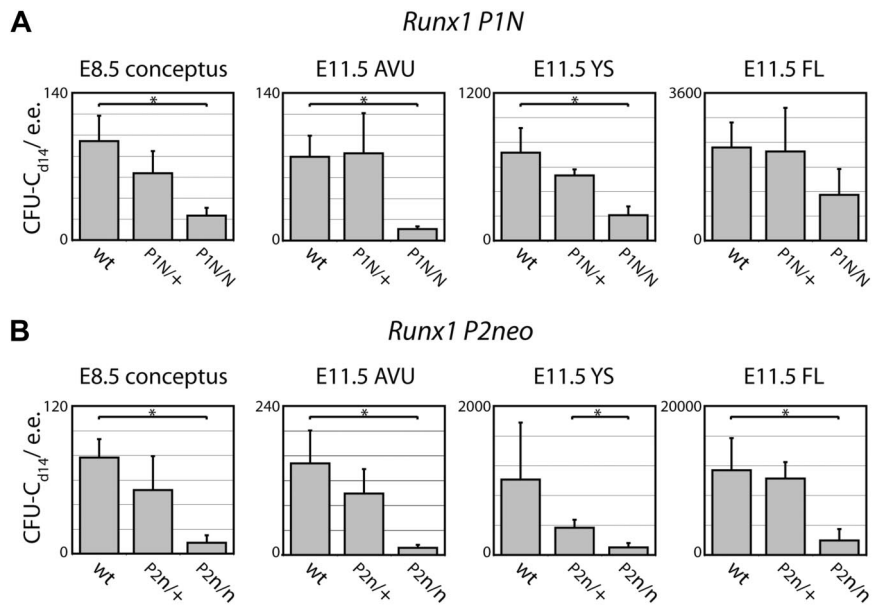 A
Runx1 P1N
E8.5 conceptus
E11.5 AVU
E11.5 YS
E11.5 FL
CFU-Cd14/ e.e.
140
0
*
wt
P1N/+
P1N/N
140
0
*
wt
P1N/+
P1N/N
1200
0
*
wt
P1N/+
P1N/N
3600
0
wt
P1N/+
P1N/N
B
Runx1 P2neo
E8.5 conceptus
E11.5 AVU
E11.5 YS
E11.5 FL
CFU-Cd14/ e.e.
120
0
*
wt
P2n/+
P2n/n
240
0
*
wt
P2n/+
P2n/n
2000
0
*
wt
P2n/+
P2n/n
20000
0
*
wt
P2n/+
P2n/n